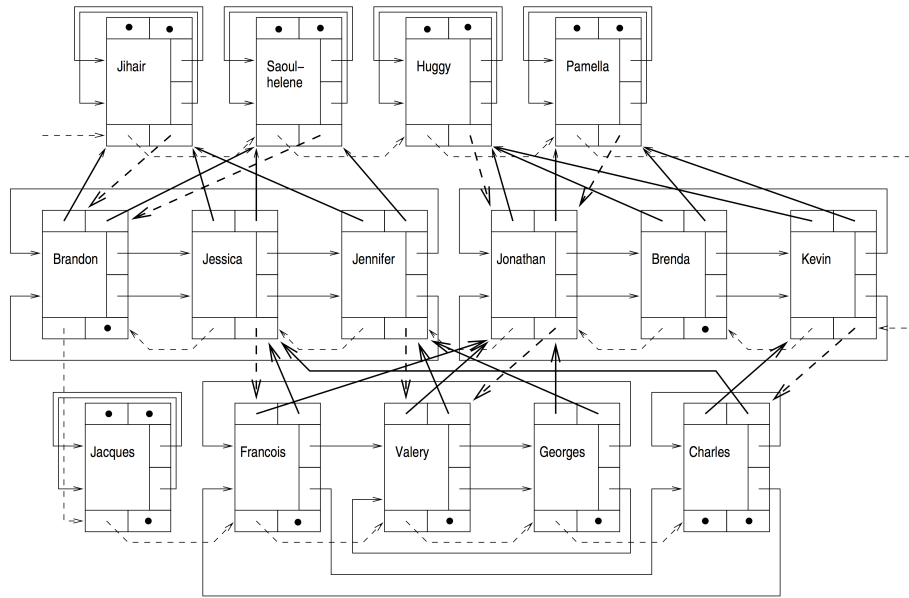 Jihair
Saoul–
helene
Huggy
Pamella
Brandon
Jessica
Jennifer
Jonathan
Brenda
Kevin
Jacques
Francois
Valery
Georges
Charles